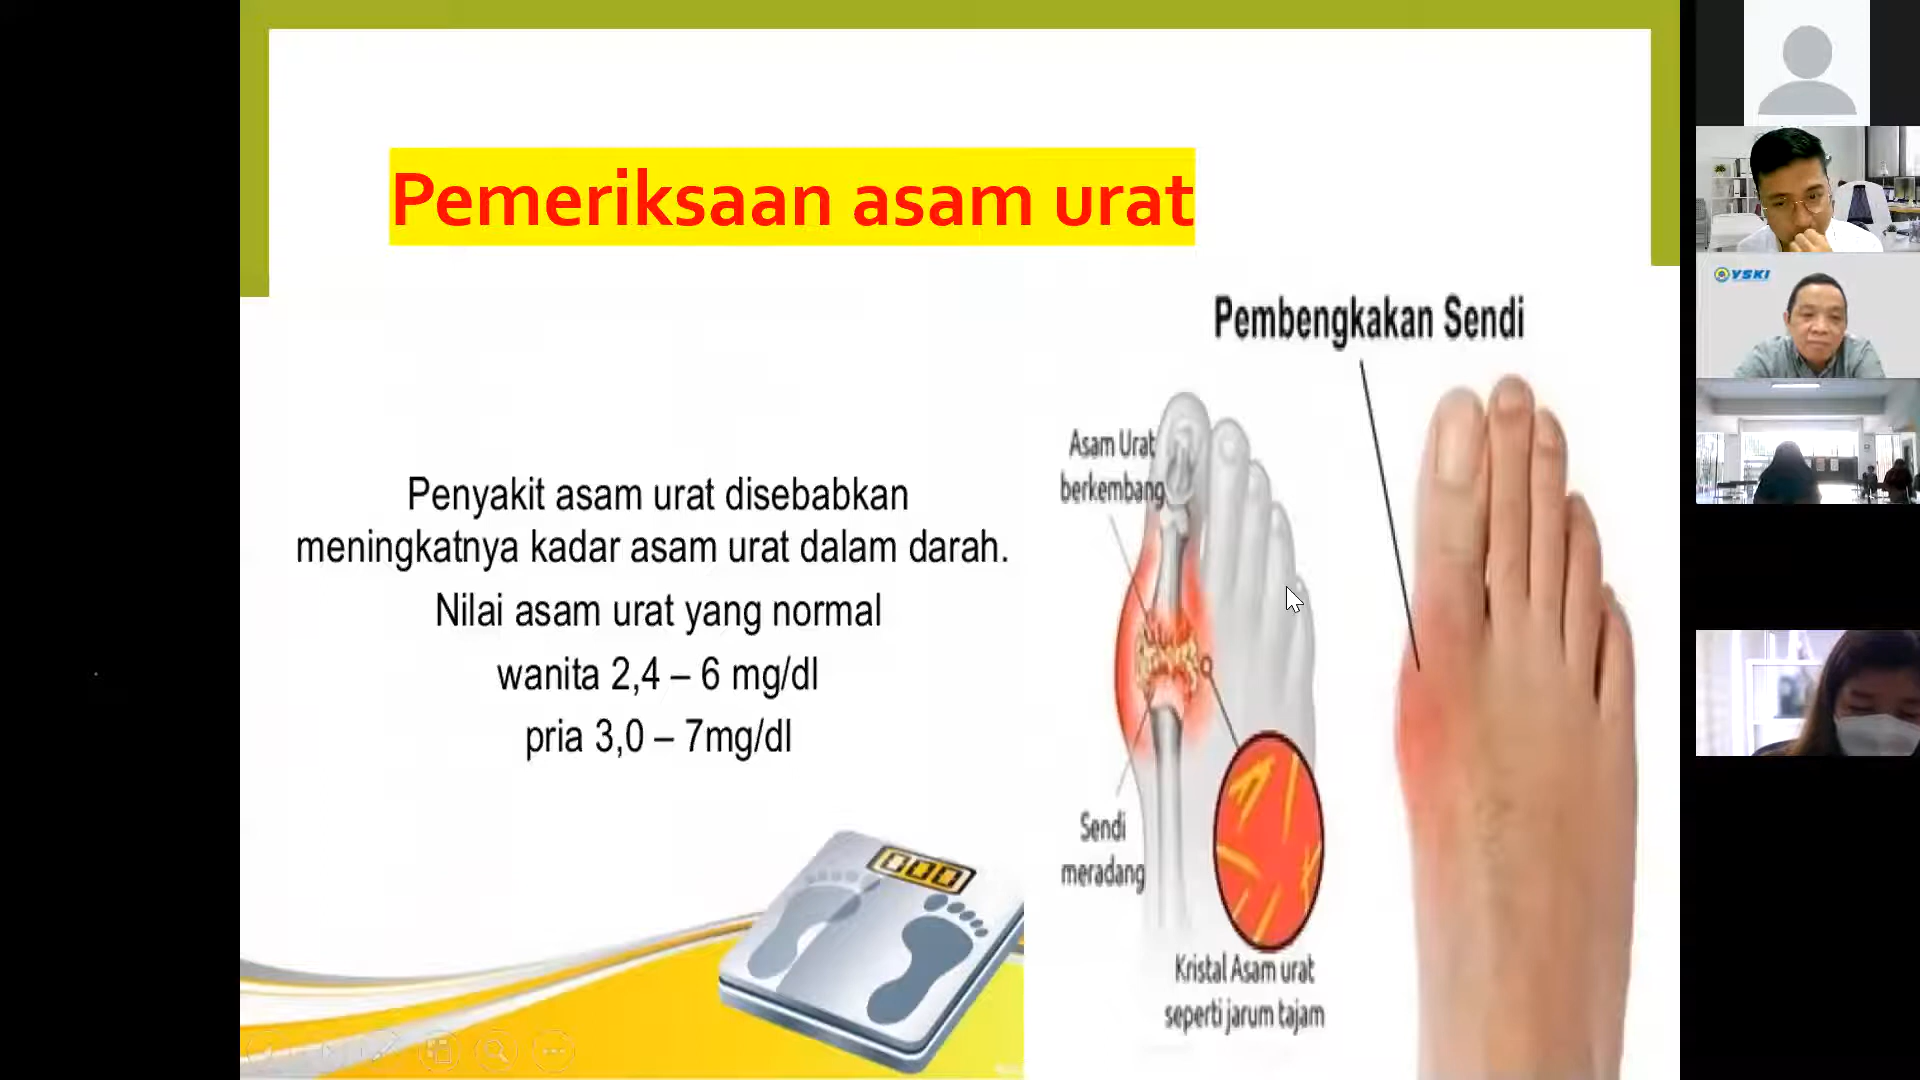 Pemeriksaan asam urat
Pembengkakan Sendi
Penyakit asam urat disebabkan
meningkatnya kadar asam urat dalam darah.
Nilai asam urat yang normal
wanita 2,4 – 6 mg/dl
pria 3,0 – 7mg/dl
Asam Urat
berkembang
Sendi
meradang
Kristal Asam urat
seperti jarum tajam
YSKI